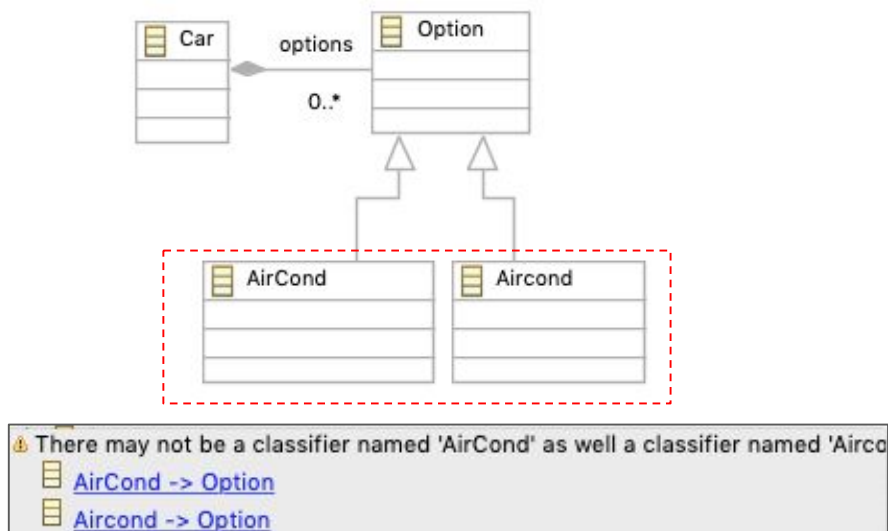 Car
options
Option
0..*
AirCond
Aircond
There may not be a classifier named 'AirCond' as well a classifier named 'Airco
AirCond -> Option
Aircond -> Option